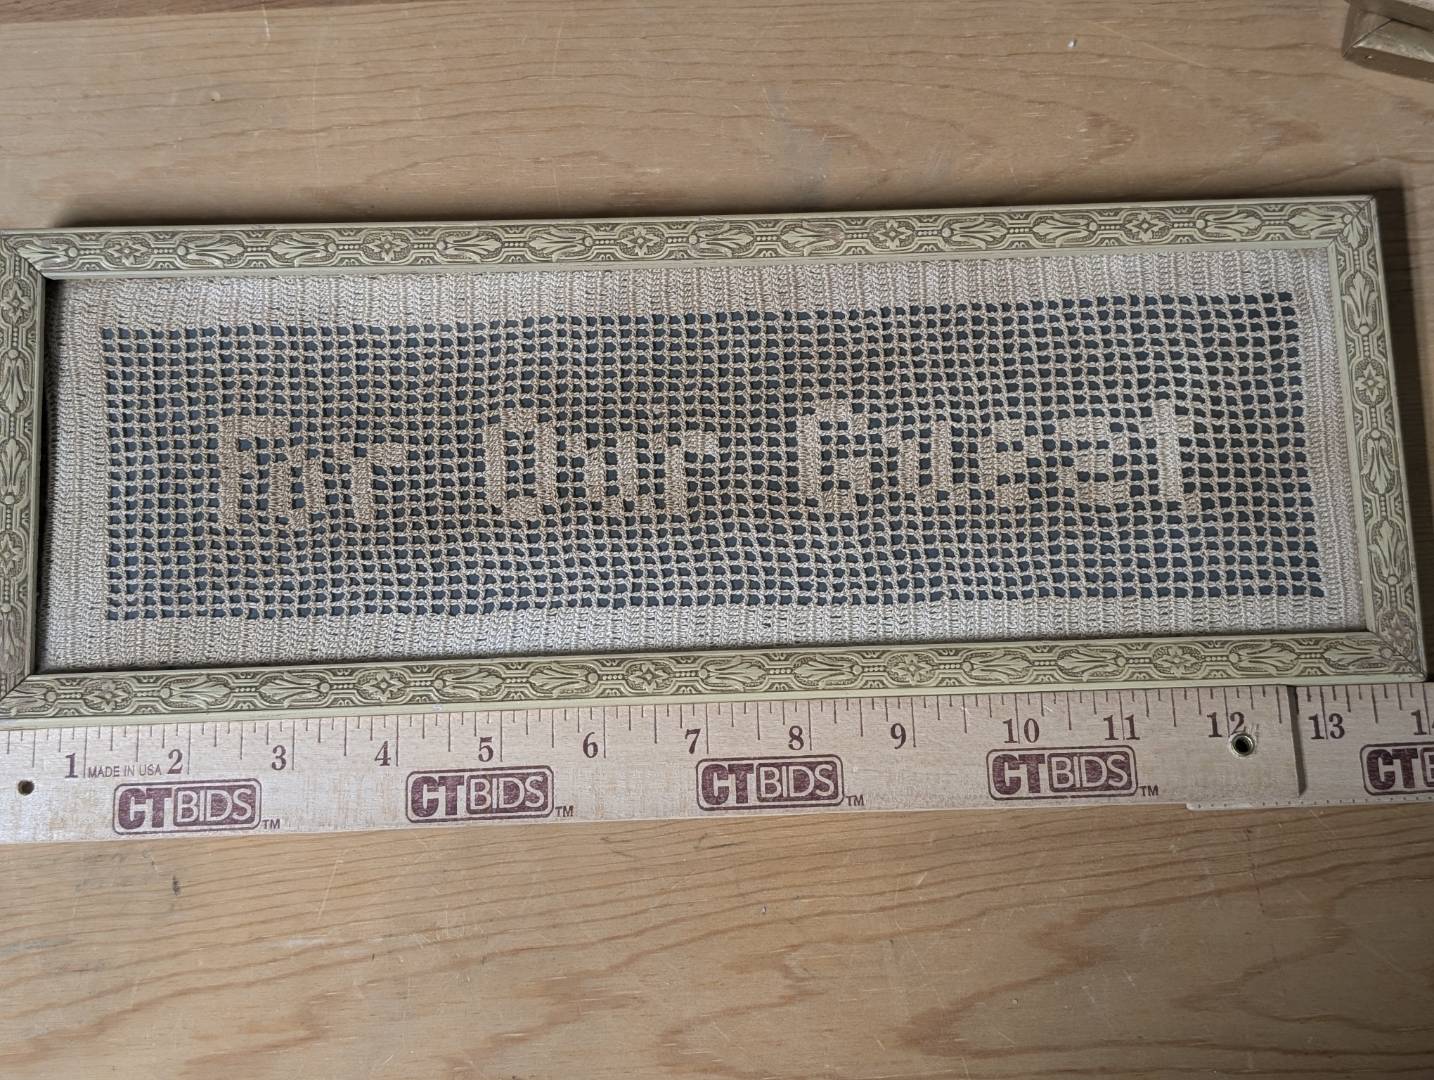 For Our Guest
1 2 3 4 5 6 7 8 9 10 11 12 13
MADE IN USA
CTBIDS™ CTBIDS™ CTBIDS™ CTBIDS™